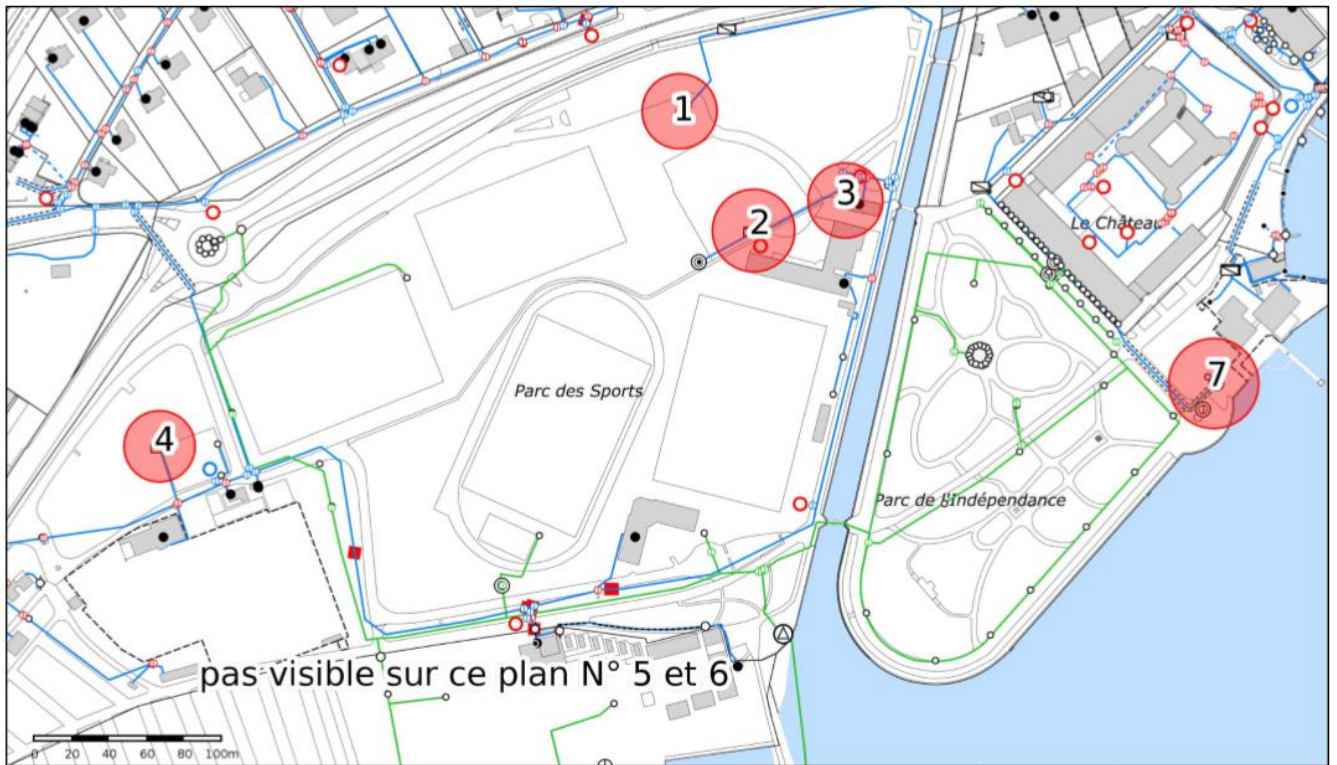 1
3
2
Le Château
7
Parc des Sports
4
Parc de l'Indépendance
pas visible sur ce plan N° 5 et 6
0 20 40 60 80 100m